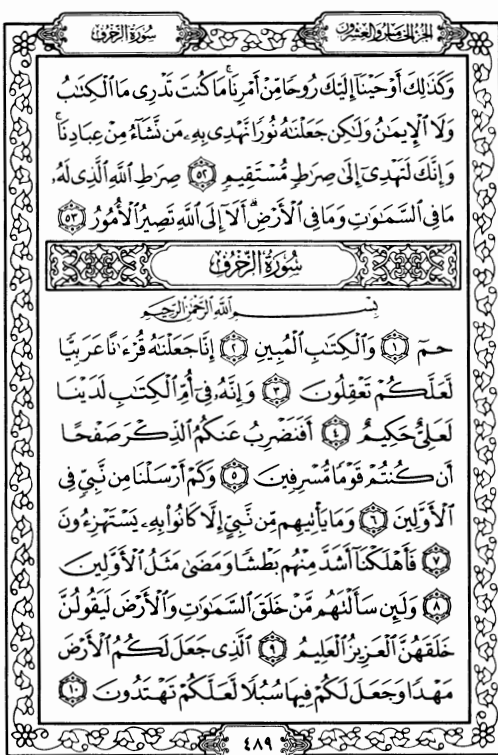 سُورَةُ الزُّخْرُفِ
الجزء الخامس والعشرون
وَكَذَٰلِكَ أَوْحَيْنَآ إِلَيْكَ رُوحًا مِّنْ أَمْرِنَا ۚ مَا كُنتَ تَدْرِى مَا ٱلْكِتَٰبُ
وَلَا ٱلْإِيمَٰنُ وَلَٰكِن جَعَلْنَٰهُ نُورًا نَّهْدِى بِهِۦ مَن نَّشَآءُ مِنْ عِبَادِنَا ۚ
وَإِنَّكَ لَتَهْدِىٓ إِلَىٰ صِرَٰطٍ مُّسْتَقِيمٍ ٥٢ صِرَٰطِ ٱللَّهِ ٱلَّذِى لَهُۥ
مَا فِى ٱلسَّمَٰوَٰتِ وَمَا فِى ٱلْأَرْضِ ۗ أَلَآ إِلَى ٱللَّهِ تَصِيرُ ٱلْأُمُورُ ٥٣
سُورَةُ الزُّخْرُفِ
بِسْمِ ٱللَّهِ ٱلرَّحْمَٰنِ ٱلرَّحِيمِ
حمٓ ١ وَٱلْكِتَٰبِ ٱلْمُبِينِ ٢ إِنَّا جَعَلْنَٰهُ قُرْءَٰنًا عَرَبِيًّا
لَّعَلَّكُمْ تَعْقِلُونَ ٣ وَإِنَّهُۥ فِىٓ أُمِّ ٱلْكِتَٰبِ لَدَيْنَا
لَعَلِىٌّ حَكِيمٌ ٤ أَفَنَضْرِبُ عَنكُمُ ٱلذِّكْرَ صَفْحًا
أَن كُنتُمْ قَوْمًا مُّسْرِفِينَ ٥ وَكَمْ أَرْسَلْنَا مِن نَّبِىٍّ فِى
ٱلْأَوَّلِينَ ٦ وَمَا يَأْتِيهِم مِّن نَّبِىٍّ إِلَّا كَانُوا۟ بِهِۦ يَسْتَهْزِءُونَ
٧ فَأَهْلَكْنَآ أَشَدَّ مِنْهُم بَطْشًا وَمَضَىٰ مَثَلُ ٱلْأَوَّلِينَ
٨ وَلَئِن سَأَلْتَهُم مَّنْ خَلَقَ ٱلسَّمَٰوَٰتِ وَٱلْأَرْضَ لَيَقُولُنَّ
خَلَقَهُنَّ ٱلْعَزِيزُ ٱلْعَلِيمُ ٩ ٱلَّذِى جَعَلَ لَكُمُ ٱلْأَرْضَ
مَهْدًا وَجَعَلَ لَكُمْ فِيهَا سُبُلًا لَّعَلَّكُمْ تَهْتَدُونَ ١٠
٤٨٩